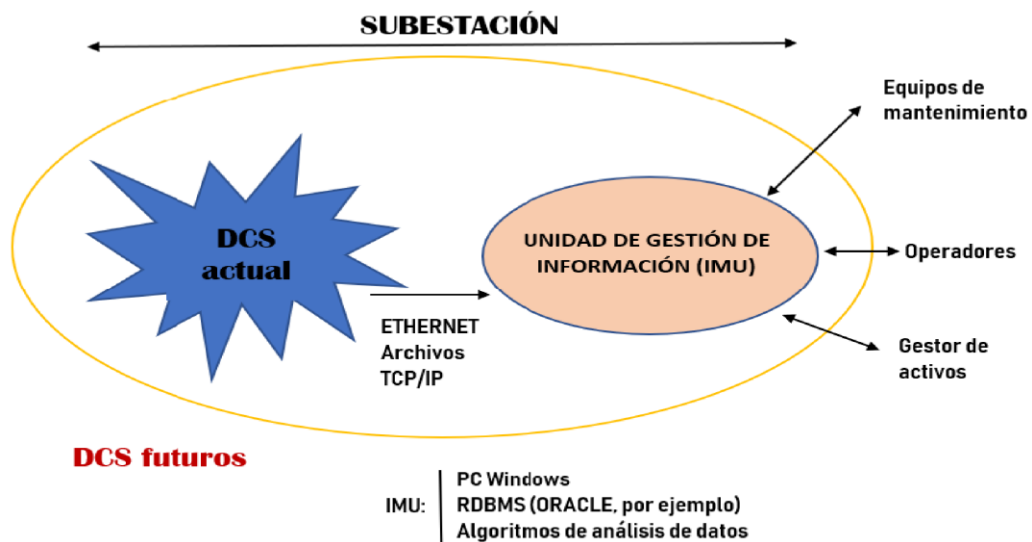 SUBESTACIÓN
Equipos de
mantenimiento
DCS
actual
UNIDAD DE GESTIÓN DE
INFORMACIÓN (IMU)
Operadores
ETHERNET
Archivos
TCP/IP
Gestor de
activos
DCS futuros
IMU:
PC Windows
RDBMS (ORACLE, por ejemplo)
Algoritmos de análisis de datos